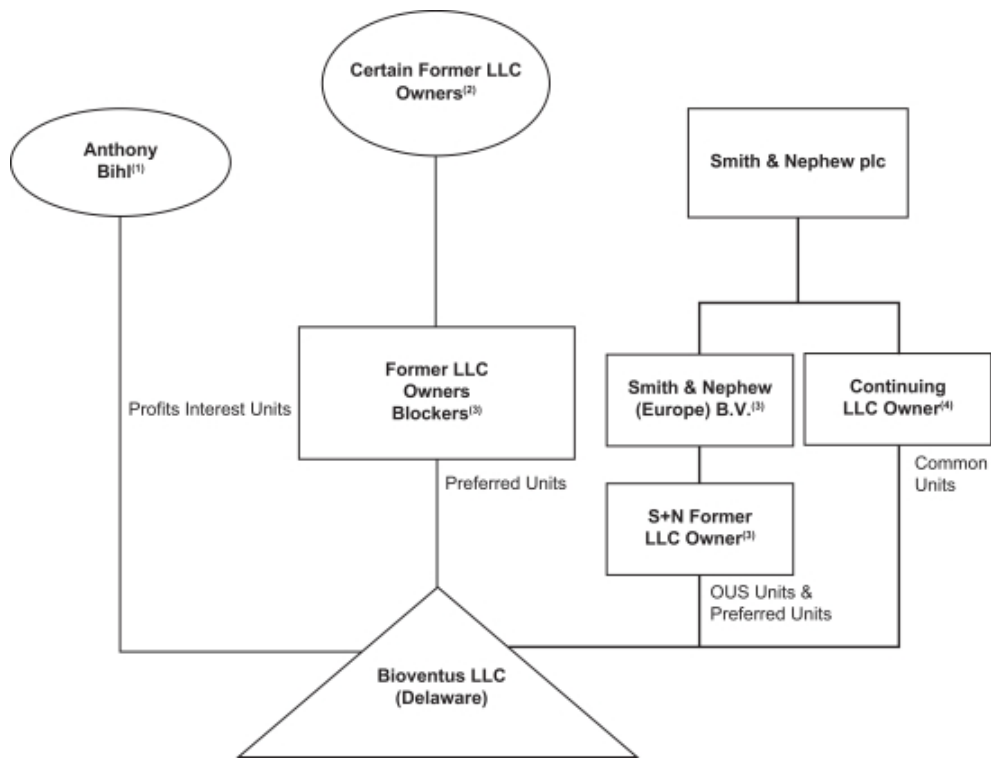 Certain Former LLC
Owners(2)
Anthony
Bihl(1)
Smith & Nephew plc
Former LLC
Owners
Blockers(3)
Smith & Nephew
(Europe) B.V.(3)
Continuing
LLC Owner(4)
Profits Interest Units
Preferred Units
Common
Units
S+N Former
LLC Owner(3)
OUS Units &
Preferred Units
Bioventus LLC
(Delaware)